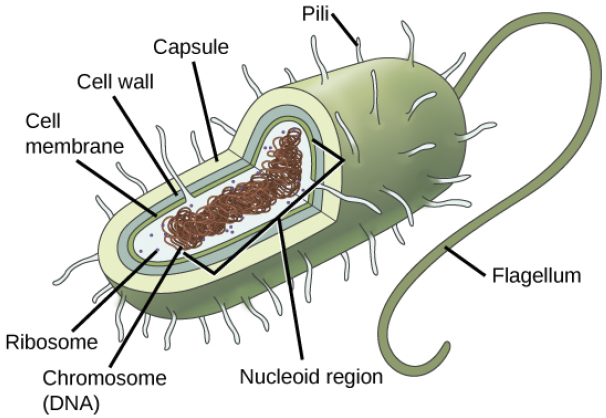 Pili
Capsule
Cell wall
Cell
membrane
Flagellum
Ribosome
Chromosome
(DNA)
Nucleoid region